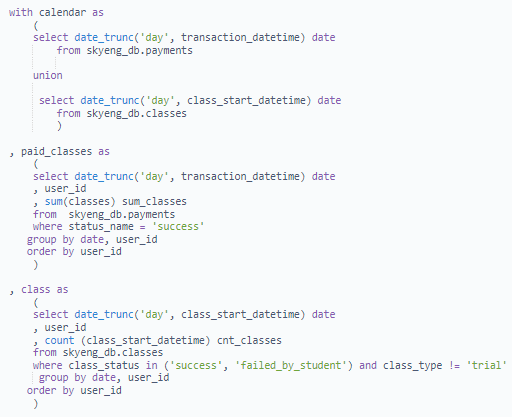 with calendar as
(
select date_trunc('day', transaction_datetime) date
from skyeng_db.payments
union
select date_trunc('day', class_start_datetime) date
from skyeng_db.classes
)
, paid_classes as
(
select date_trunc('day', transaction_datetime) date
, user_id
, sum(classes) sum_classes
from  skyeng_db.payments
where status_name = 'success'
group by date, user_id
order by user_id
)
, class as
(
select date_trunc('day', class_start_datetime) date
, user_id
, count (class_start_datetime) cnt_classes
from skyeng_db.classes
where class_status in ('success', 'failed_by_student') and class_type != 'trial'
group by date, user_id
order by user_id
)